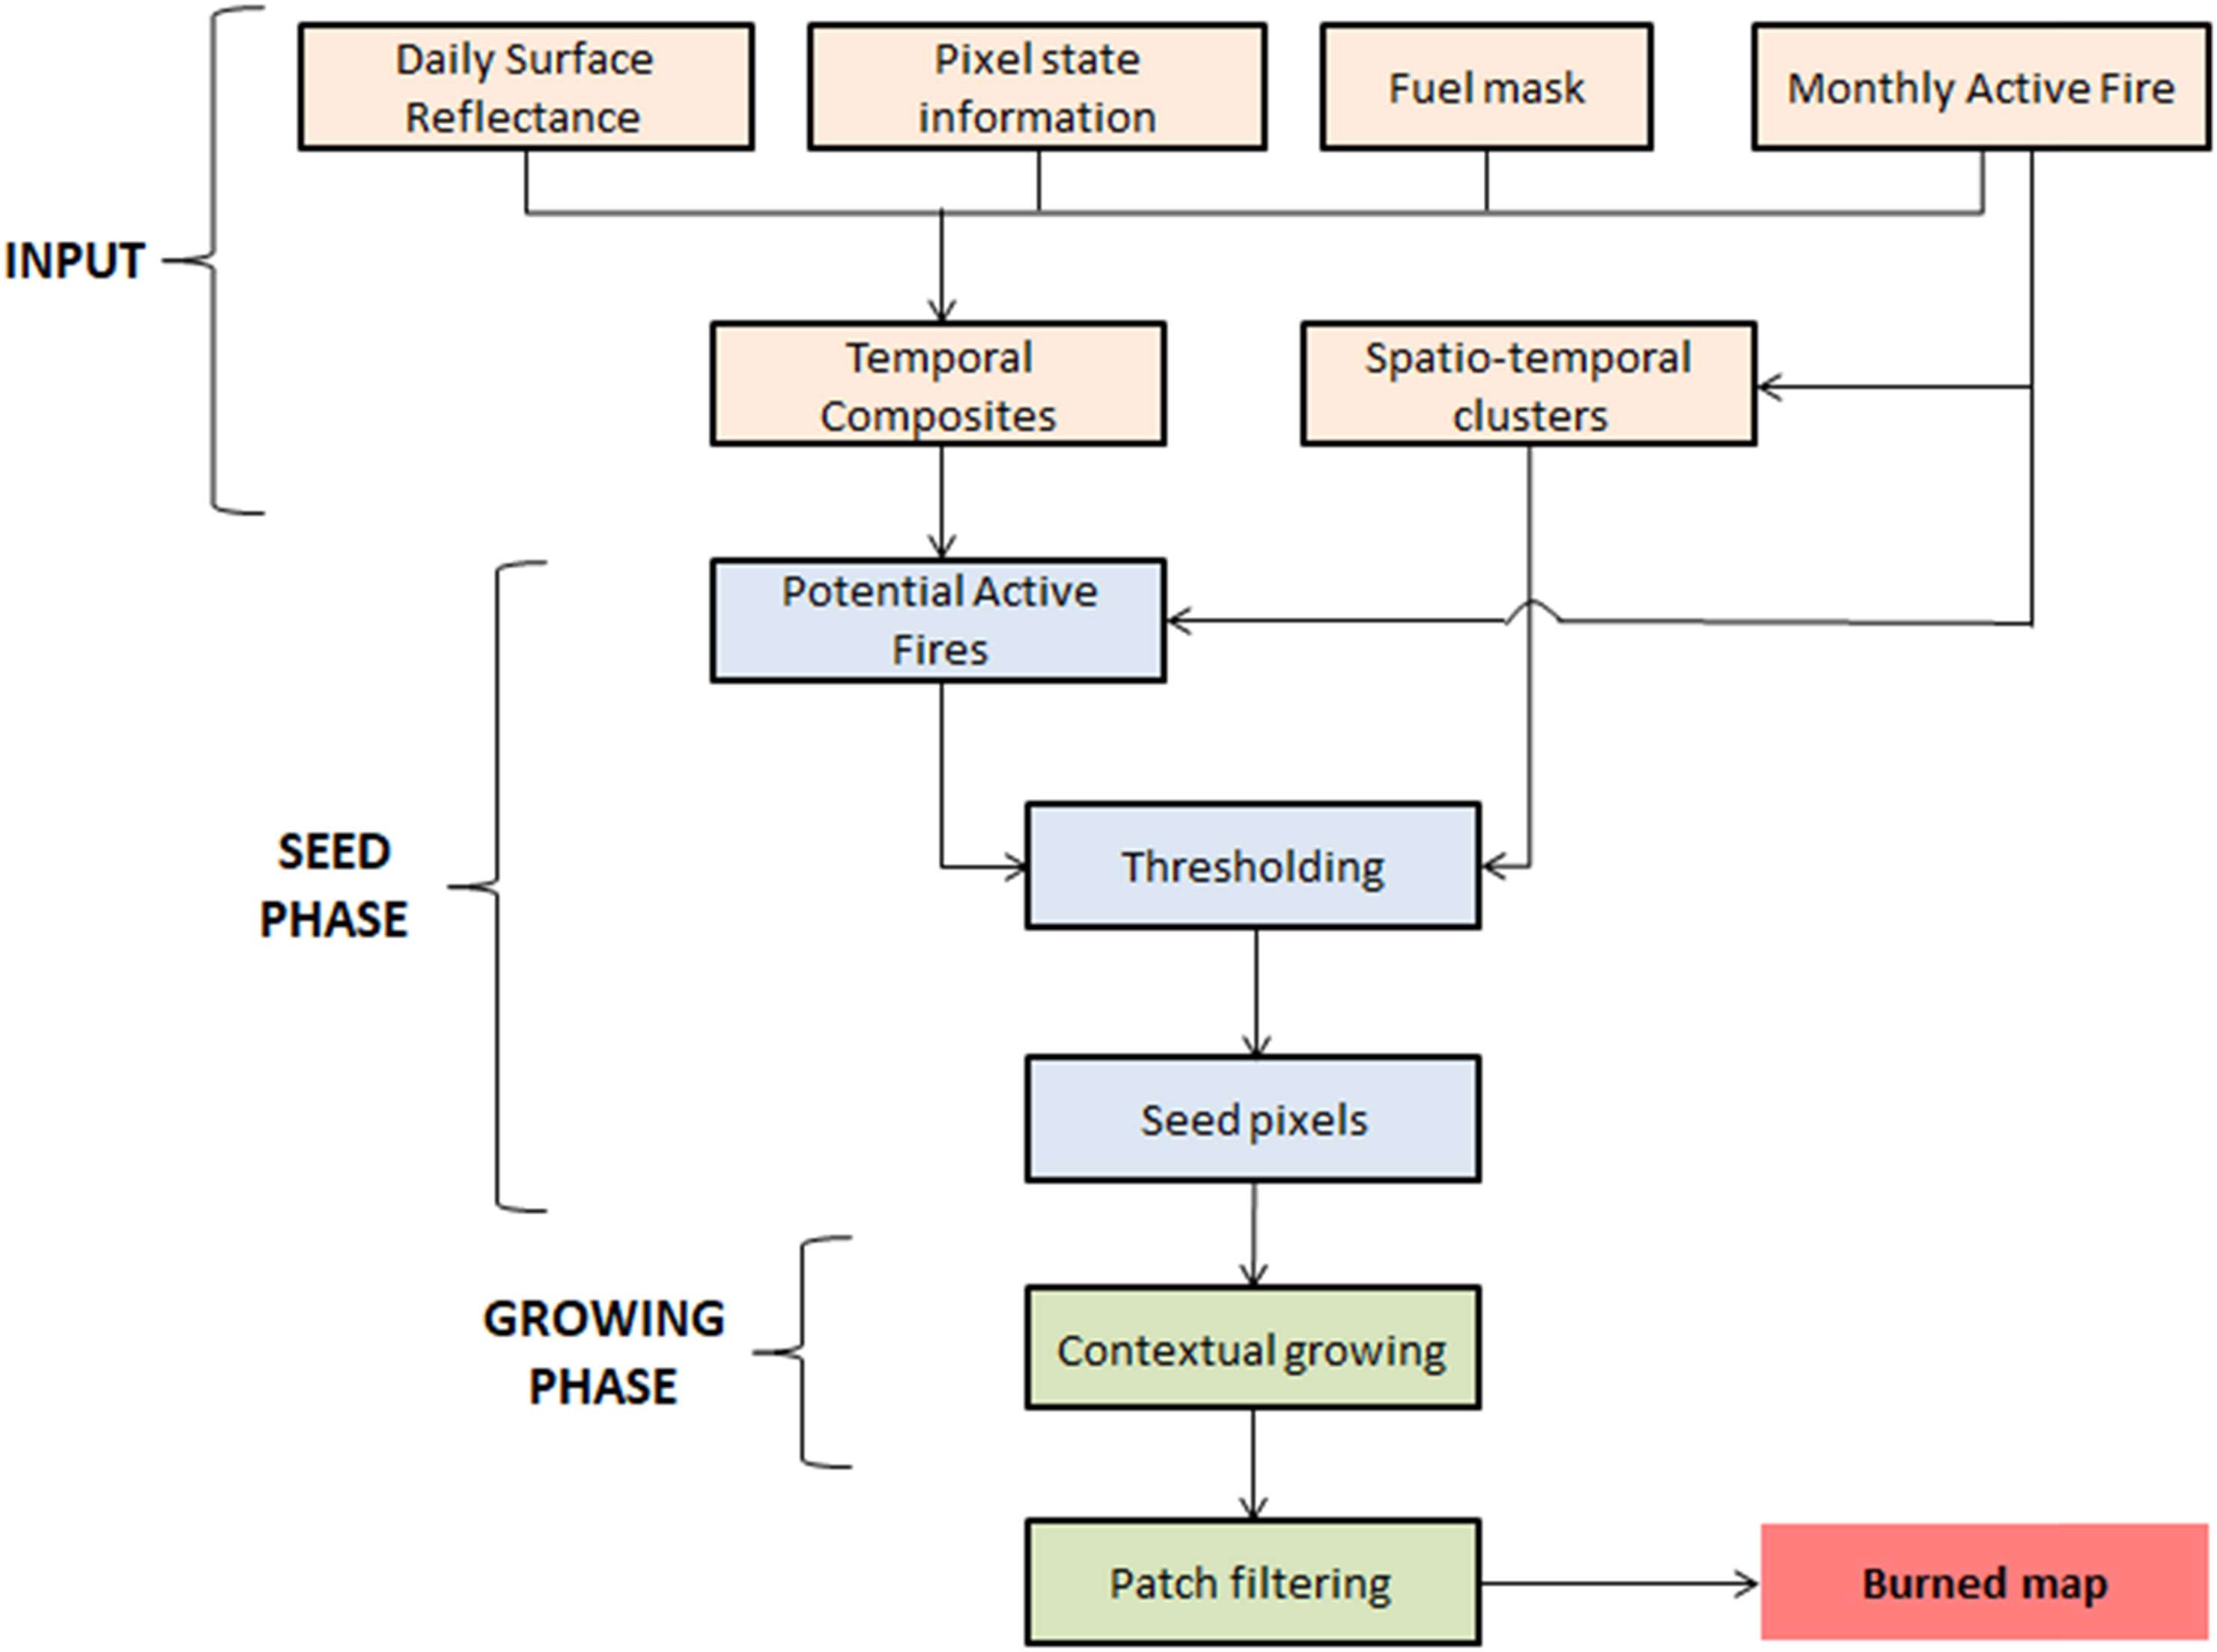 Daily Surface
Reflectance
Pixel state
information
Fuel mask
Monthly Active Fire
INPUT
Temporal
Composites
Spatio-temporal
clusters
Potential Active
Fires
SEED
PHASE
Thresholding
Seed pixels
GROWING
PHASE
Contextual growing
Patch filtering
Burned map